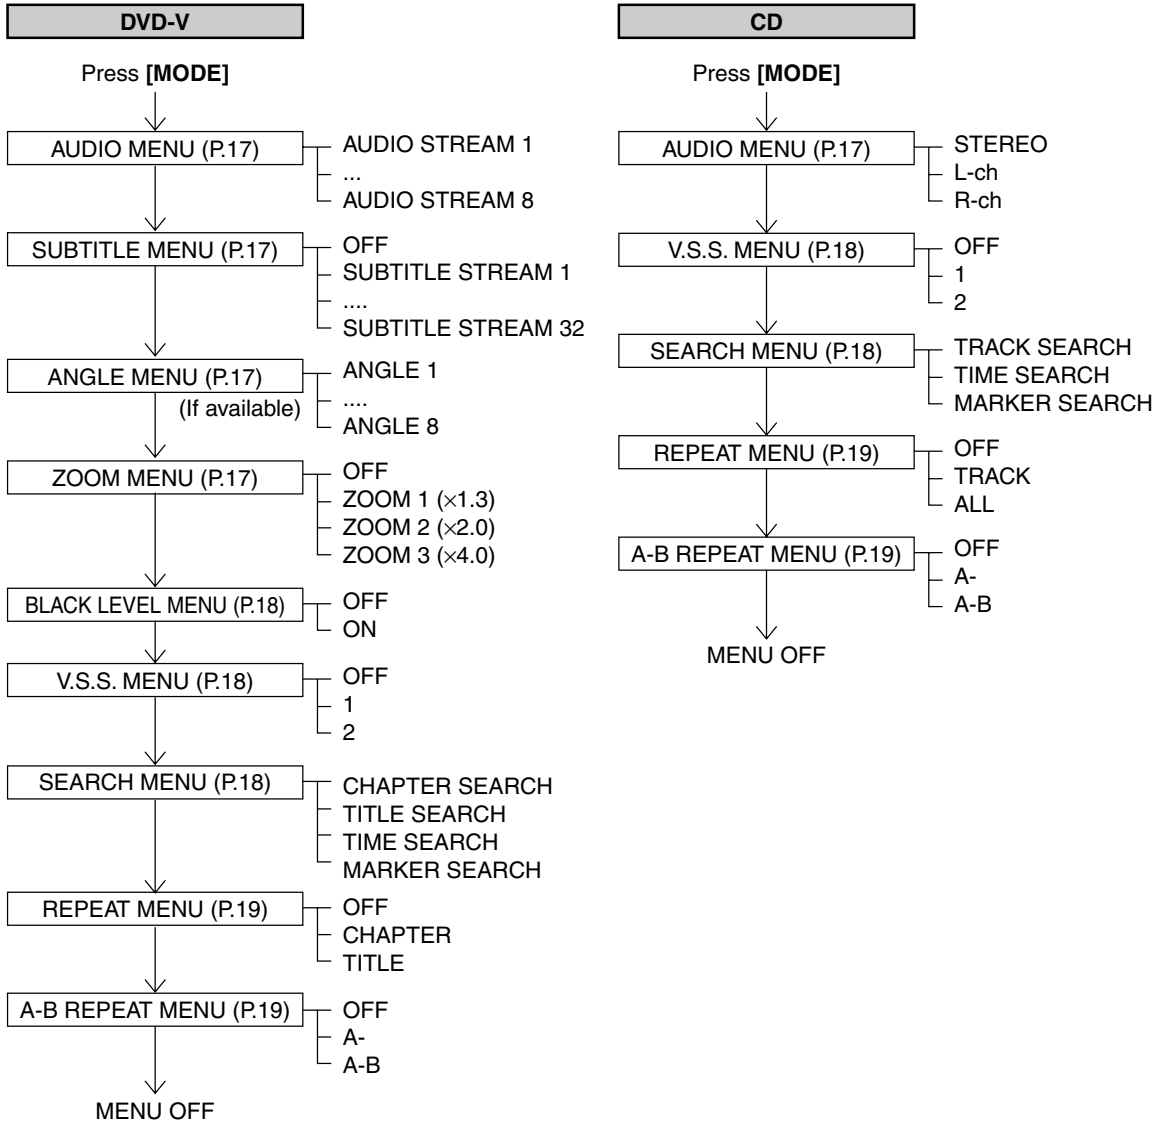 DVD-V
Press [MODE]
AUDIO MENU (P.17)
AUDIO STREAM 1
...
AUDIO STREAM 8
SUBTITLE MENU (P.17)
OFF
SUBTITLE STREAM 1
....
SUBTITLE STREAM 32
ANGLE MENU (P.17)
(If available)
ANGLE 1
....
ANGLE 8
ZOOM MENU (P.17)
OFF
ZOOM 1 (×1.3)
ZOOM 2 (×2.0)
ZOOM 3 (×4.0)
BLACK LEVEL MENU (P.18)
OFF
ON
V.S.S. MENU (P.18)
OFF
1
2
SEARCH MENU (P.18)
CHAPTER SEARCH
TITLE SEARCH
TIME SEARCH
MARKER SEARCH
REPEAT MENU (P.19)
OFF
CHAPTER
TITLE
A-B REPEAT MENU (P.19)
OFF
A-
A-B
MENU OFF
CD
Press [MODE]
AUDIO MENU (P.17)
STEREO
L-ch
R-ch
V.S.S. MENU (P.18)
OFF
1
2
SEARCH MENU (P.18)
TRACK SEARCH
TIME SEARCH
MARKER SEARCH
REPEAT MENU (P.19)
OFF
TRACK
ALL
A-B REPEAT MENU (P.19)
OFF
A-
A-B
MENU OFF